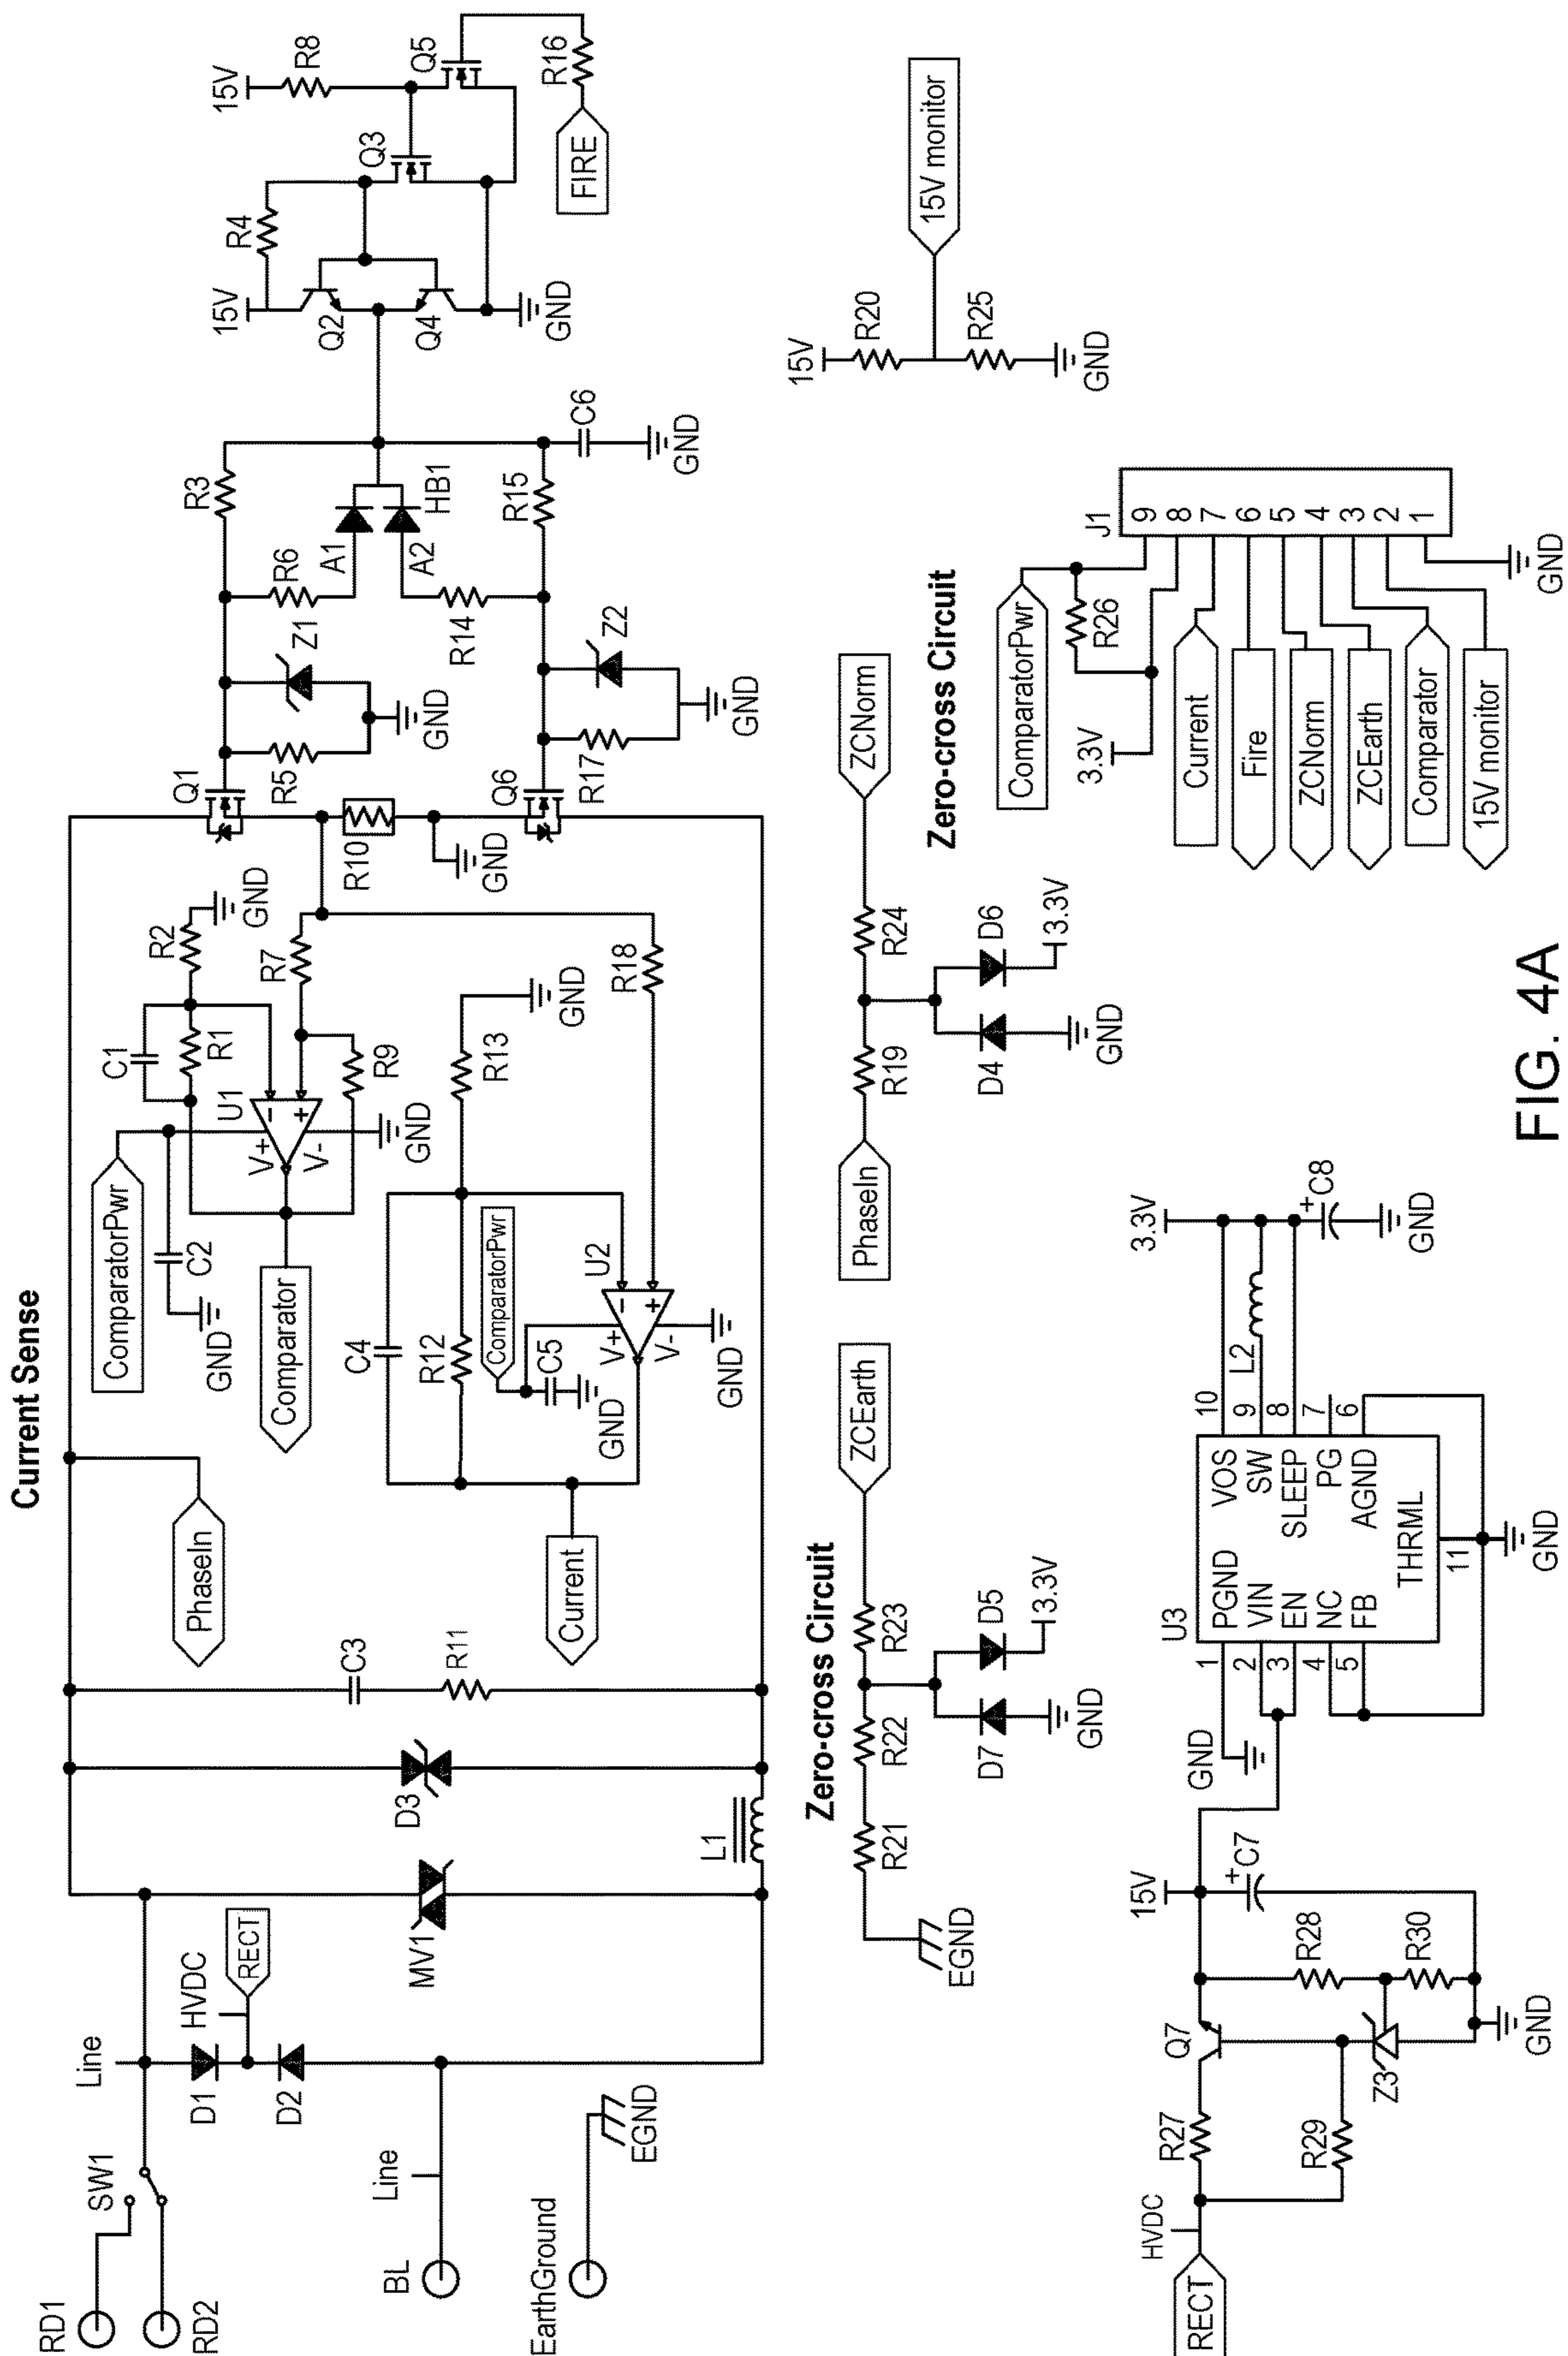 Current Sense
RD1
RD2
SW1
Line
D1
D2
HVDC
RECT
BL
Line
EarthGround
EGND
MV1
L1
D3
C3
R11
PhaseIn
ComparatorPwr
C2
GND
Comparator
C1
R1
R2
GND
U1
V+
V-
-
+
GND
R7
R9
C4
R12
R13
GND
ComparatorPwr
C5
GND
U2
V+
V-
-
+
GND
R18
Current
Q1
R5
Z1
GND
R10
GND
Q6
R17
Z2
GND
R3
R6
A1
A2
HB1
R14
R15
C6
GND
15V
R4
Q2
Q4
GND
Q3
15V
R8
Q5
R16
FIRE
Zero-cross Circuit
EGND
R21
R22
R23
D7
D5
GND
3.3V
ZCEarth
PhaseIn
R19
R24
D4
D6
GND
3.3V
ZCNorm
Zero-cross Circuit
15V
R20
R25
GND
15V monitor
RECT
HVDC
R27
R29
Q7
Z3
R28
R30
GND
15V
C7
+
U3
GND
1 PGND
2 VIN
3 EN
4 NC
5 FB
VOS 10
SW 9
SLEEP 8
PG 7
AGND 6
THRML
11
GND
L2
3.3V
C8
+
GND
ComparatorPwr
R26
3.3V
J1
9
8
7
6
5
4
3
2
1
Current
Fire
ZCNorm
ZCEarth
Comparator
15V monitor
GND
FIG. 4A